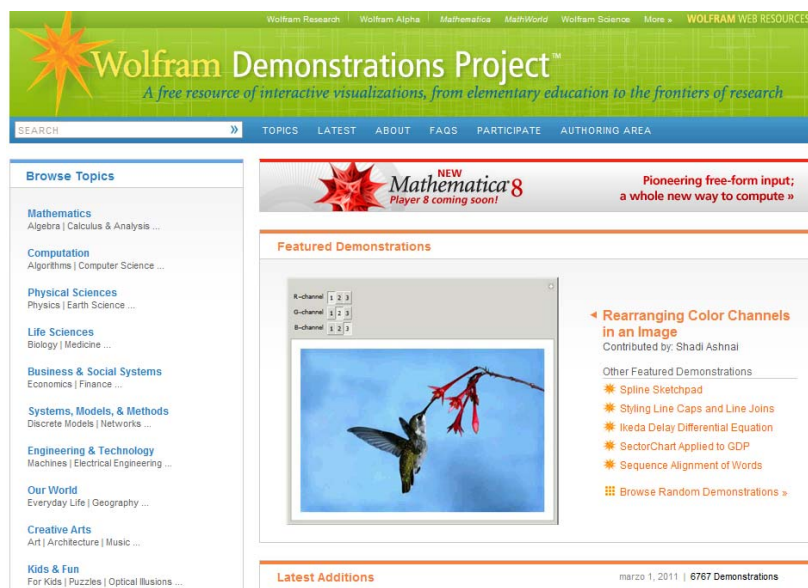 Wolfram Research | Wolfram Alpha | Mathematica MathWorld Wolfram Science More » WOLFRAM WEB RESOURCES
Wolfram Demonstrations Project™
A free resource of interactive visualizations, from elementary education to the frontiers of research
SEARCH » TOPICS LATEST ABOUT FAQS PARTICIPATE AUTHORING AREA
Browse Topics
Mathematics
Algebra | Calculus & Analysis ...
Computation
Algorithms | Computer Science ...
Physical Sciences
Physics | Earth Science ...
Life Sciences
Biology | Medicine ...
Business & Social Systems
Economics | Finance ...
Systems, Models, & Methods
Discrete Models | Networks ...
Engineering & Technology
Machines | Electrical Engineering ...
Our World
Everyday Life | Geography ...
Creative Arts
Art | Architecture | Music ...
Kids & Fun
For Kids | Puzzles | Optical Illusions ...
NEW
Mathematica 8
Player 8 coming soon!
Pioneering free-form input;
a whole new way to compute »
Featured Demonstrations
R-channel 1 2 3
G-channel 1 2 3
B-channel 1 2 3
Rearranging Color Channels
in an Image
Contributed by: Shadi Ashnai
Other Featured Demonstrations
Spline Sketchpad
Styling Line Caps and Line Joins
Ikeda Delay Differential Equation
SectorChart Applied to GDP
Sequence Alignment of Words
Browse Random Demonstrations »
Latest Additions marzo 1, 2011 | 6767 Demonstrations